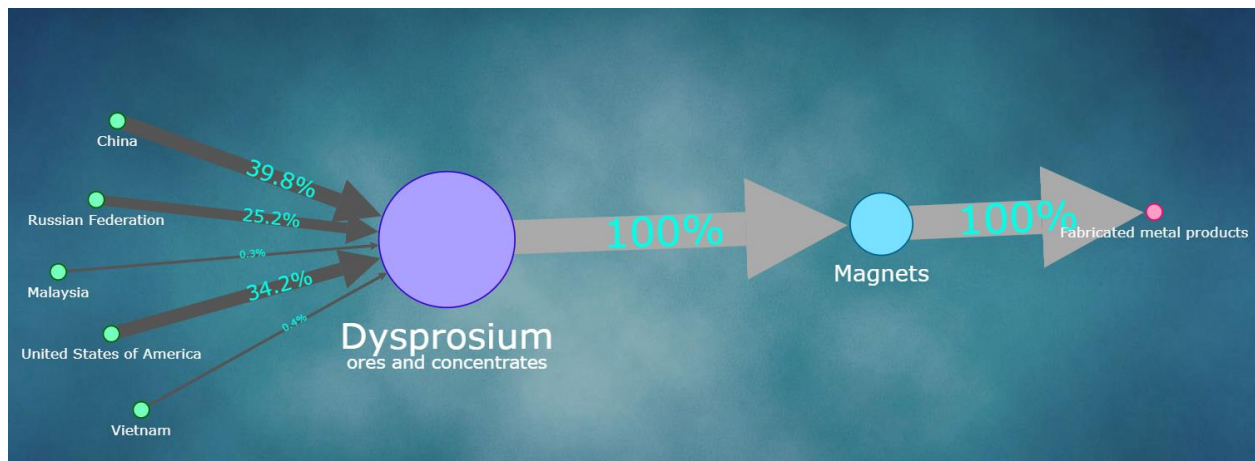 China
39.8%
Russian Federation
25.2%
Malaysia
0.3%
United States of America
34.2%
Vietnam
0.4%
Dysprosium
ores and concentrates
100%
Magnets
100%
Fabricated metal products